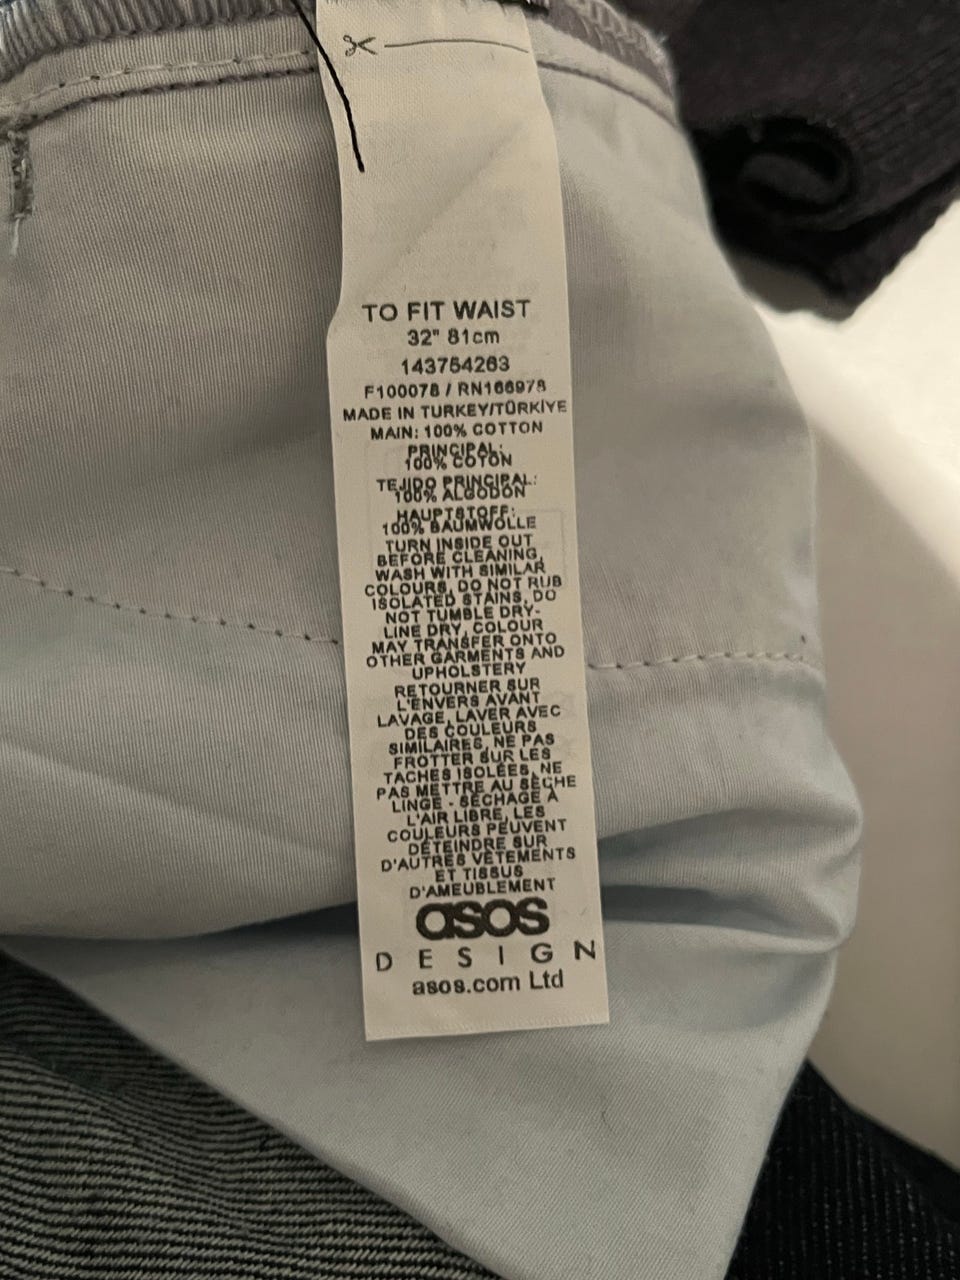 TO FIT WAIST
32" 81cm
143754263
F100078 / RN166978
MADE IN TURKEY/TÜRKİYE
MAIN: 100% COTTON
PRINCIPAL:
100% COTON
TEJIDO PRINCIPAL:
100% ALGODÓN
HAUPTSTOFF:
100% BAUMWOLLE
TURN INSIDE OUT
BEFORE CLEANING,
WASH WITH SIMILAR
COLOURS, DO NOT RUB
ISOLATED STAINS, DO
NOT TUMBLE DRY-
LINE DRY, COLOUR
MAY TRANSFER ONTO
OTHER GARMENTS AND
UPHOLSTERY
RETOURNER SUR
L'ENVERS AVANT
LAVAGE, LAVER AVEC
DES COULEURS
SIMILAIRES, NE PAS
FROTTER SUR LES
TACHES ISOLÉES, NE
PAS METTRE AU SÈCHE
LINGE - SÉCHAGE À
L'AIR LIBRE, LES
COULEURS PEUVENT
DÉTEINDRE SUR
D'AUTRES VÊTEMENTS
ET TISSUS
D'AMEUBLEMENT
asos
DESIGN
asos.com Ltd